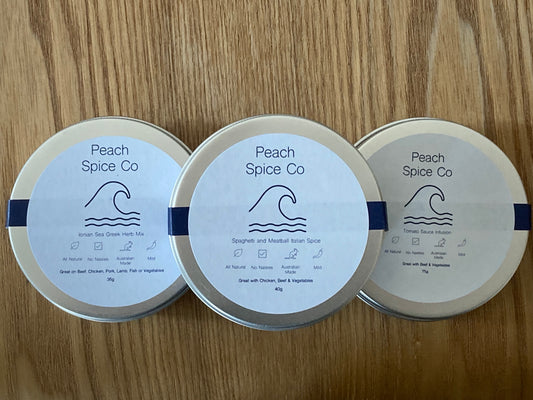 Peach
Spice Co
Ionian Sea Greek Herb Mix
All Natural
No Nasties
Australian
Made
Mild
Great on Beef, Chicken, Pork, Lamb, Fish or Vegetables
35g
Peach
Spice Co
Spaghetti and Meatball Italian Spice
All Natural
No Nasties
Australian
Made
Mild
Great with Chicken, Beef & Vegetables
40g
Peach
Spice Co
Tomato Sauce Infusion
All Natural
No Nasties
Australian
Made
Mild
Great with Beef & Vegetables
75g